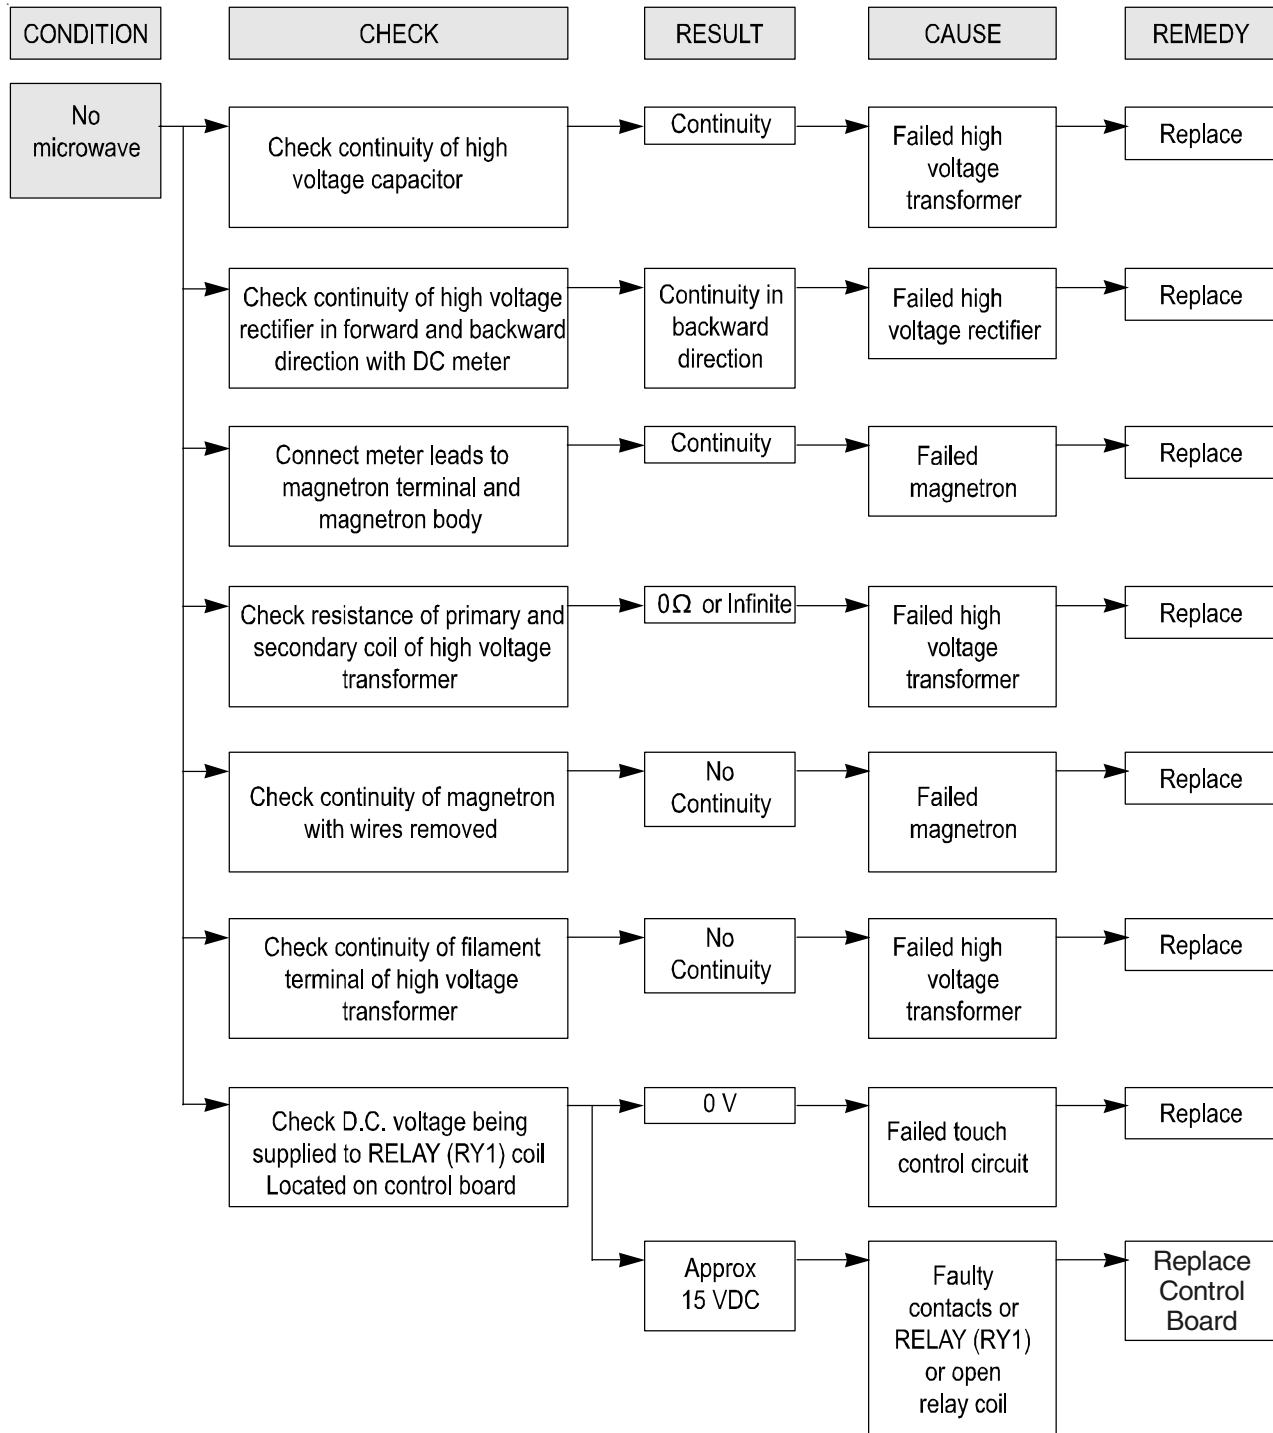 CONDITION
CHECK
RESULT
CAUSE
REMEDY
No
microwave
Check continuity of high
voltage capacitor
Continuity
Failed high
voltage
transformer
Replace
Check continuity of high voltage
rectifier in forward and backward
direction with DC meter
Continuity in
backward
direction
Failed high
voltage rectifier
Replace
Connect meter leads to
magnetron terminal and
magnetron body
Continuity
Failed
magnetron
Replace
Check resistance of primary and
secondary coil of high voltage
transformer
0Ω or Infinite
Failed high
voltage
transformer
Replace
Check continuity of magnetron
with wires removed
No
Continuity
Failed
magnetron
Replace
Check continuity of filament
terminal of high voltage
transformer
No
Continuity
Failed high
voltage
transformer
Replace
Check D.C. voltage being
supplied to RELAY (RY1) coil
Located on control board
0 V
Failed touch
control circuit
Replace
Approx
15 VDC
Faulty
contacts or
RELAY (RY1)
or open
relay coil
Replace
Control
Board